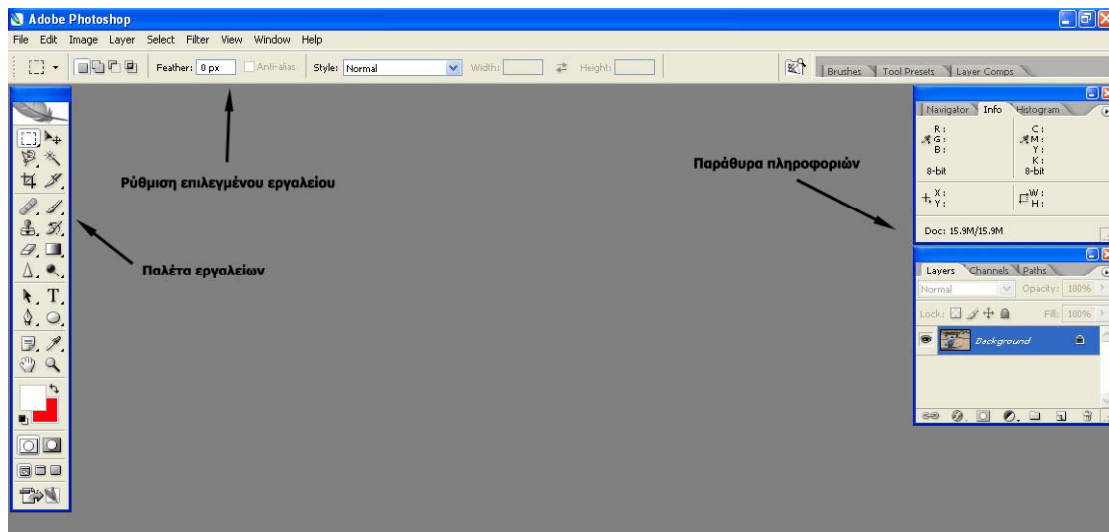 Adobe Photoshop
File Edit Image Layer Select Filter View Window Help
Feather: 0 px Anti-alias Style: Normal Width: Height: Brushes Tool Presets Layer Comps
Navigator Info Histogram
R: C:
G: M:
B: Y:
K:
8-bit 8-bit
X: W:
Y: H:
Doc: 15.9M/15.9M
Ρύθμιση επιλεγμένου εργαλείου
Παράθυρα πληροφοριών
Παλέτα εργαλείων
Layers Channels Paths
Normal Opacity: 100%
Lock: Fill: 100%
Background
T